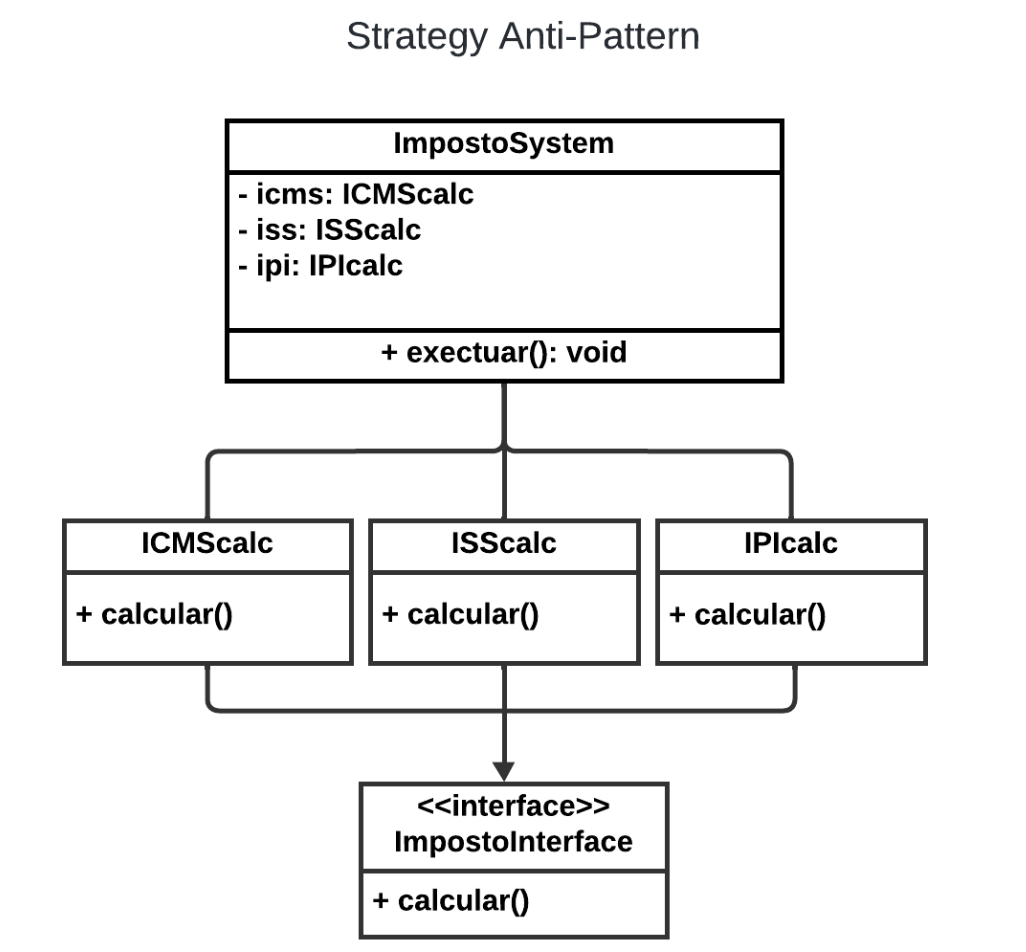 Strategy Anti-Pattern
ImpostoSystem
- icms: ICMScalc
- iss: ISScalc
- ipi: IPIcalc
+ exectuar(): void
ICMScalc
+ calcular()
ISScalc
+ calcular()
IPIcalc
+ calcular()
<<interface>>
ImpostoInterface
+ calcular()